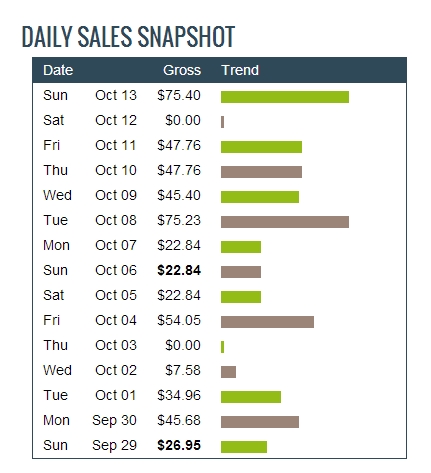 DAILY SALES SNAPSHOT
Date Gross Trend
Sun Oct 13 $75.40
Sat Oct 12 $0.00
Fri Oct 11 $47.76
Thu Oct 10 $47.76
Wed Oct 09 $45.40
Tue Oct 08 $75.23
Mon Oct 07 $22.84
Sun Oct 06 $22.84
Sat Oct 05 $22.84
Fri Oct 04 $54.05
Thu Oct 03 $0.00
Wed Oct 02 $7.58
Tue Oct 01 $34.96
Mon Sep 30 $45.68
Sun Sep 29 $26.95